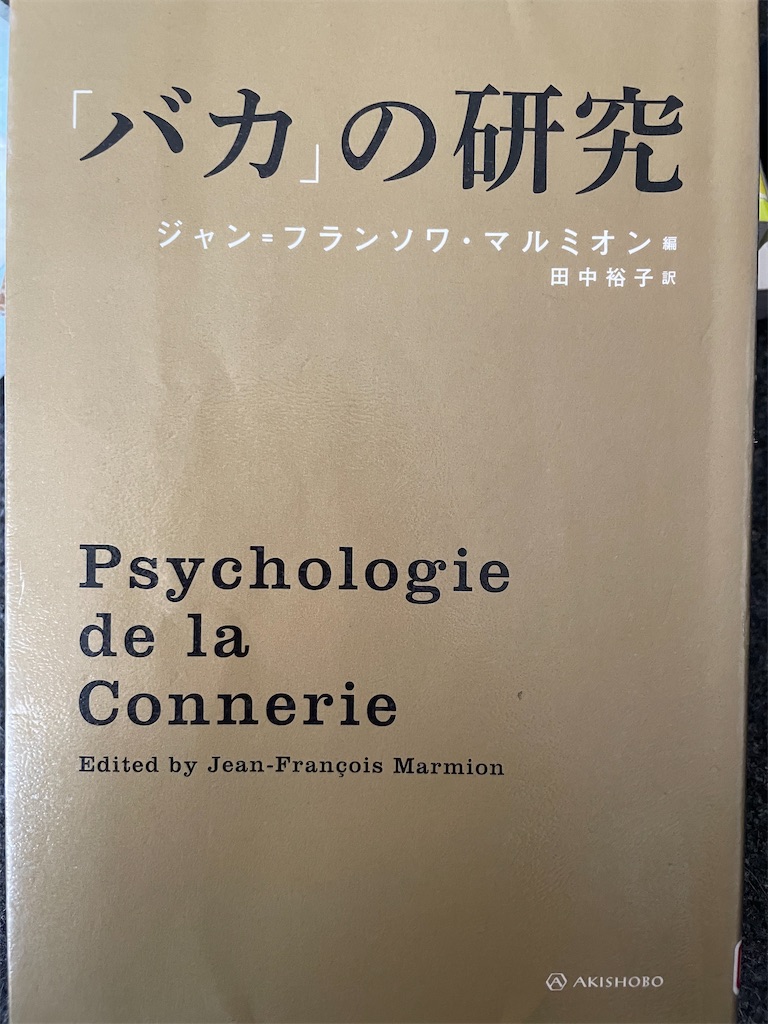 「バカ」の研究
ジャン=フランソワ・マルミオン 編
田中裕子 訳
Psychologie
de la
Connerie
Edited by Jean-François Marmion
AKISHOBO